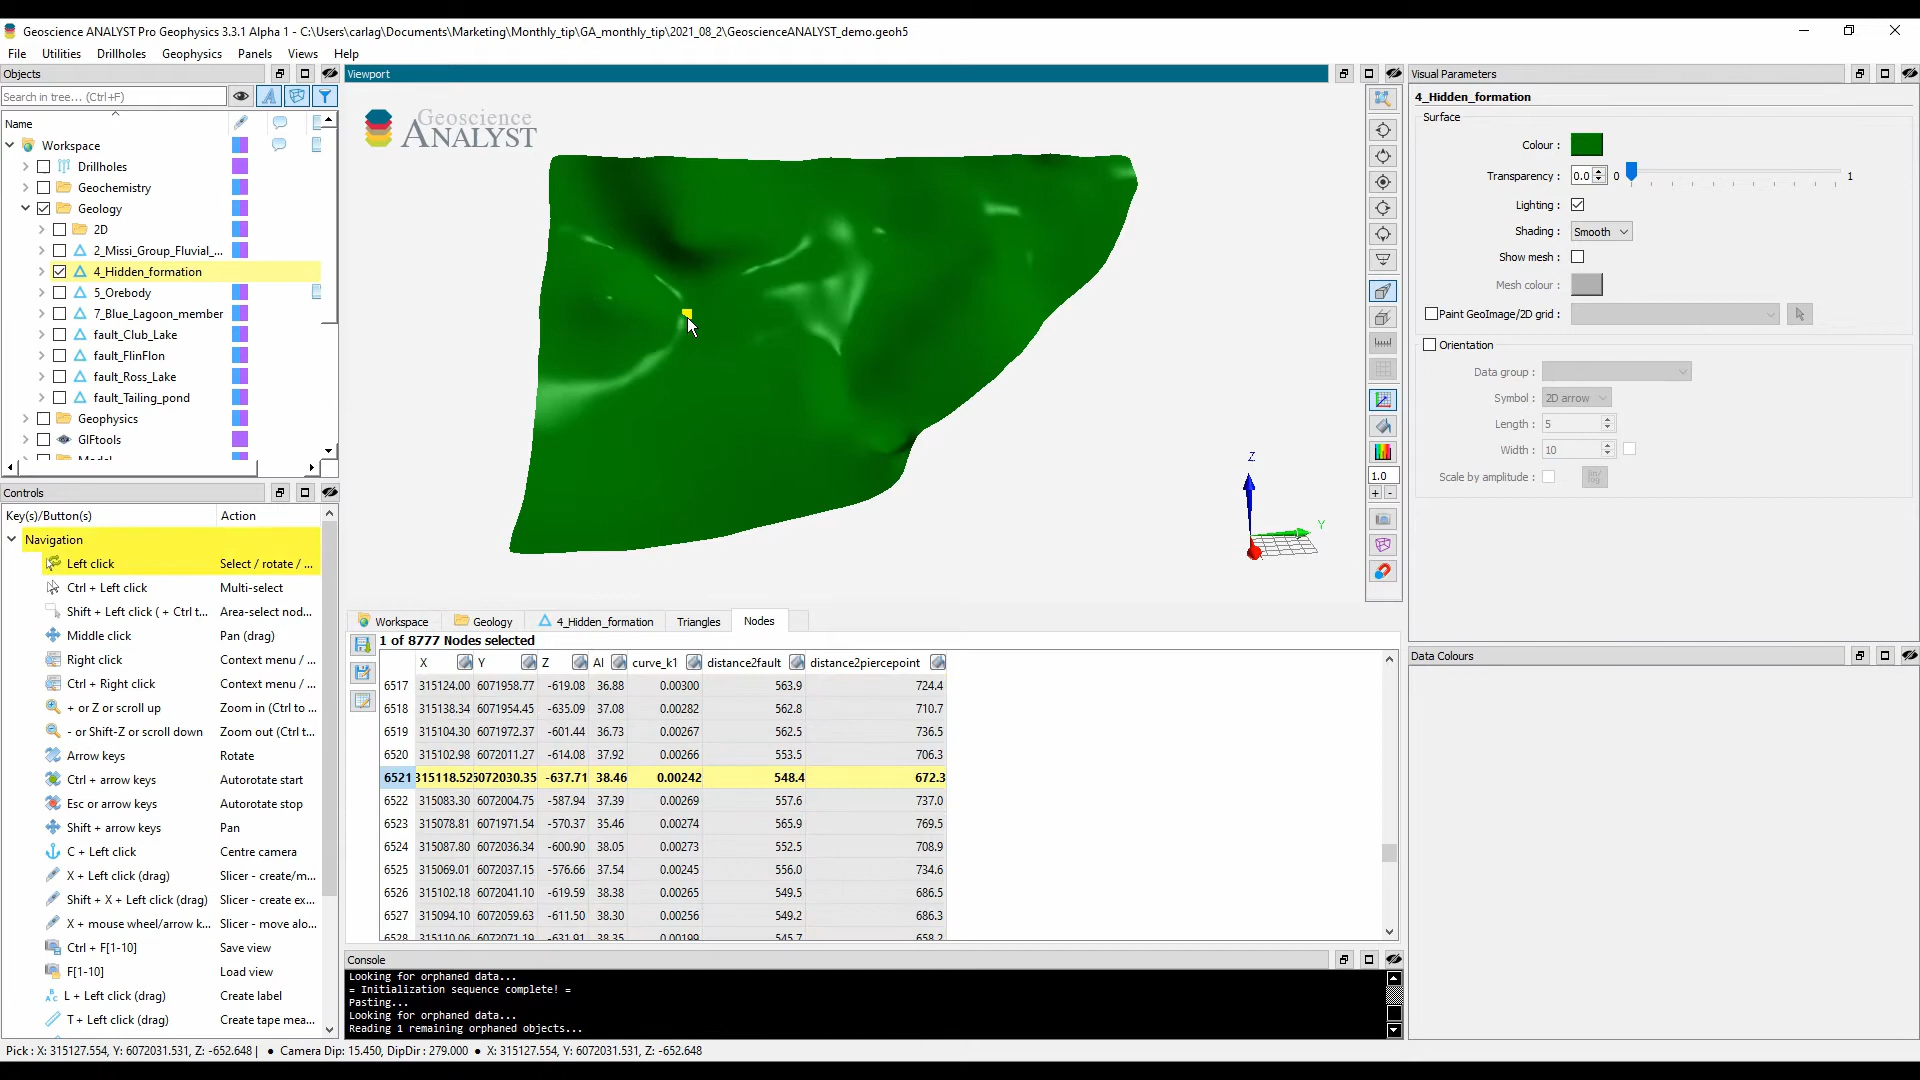 Geoscience ANALYST Pro Geophysics 3.3.1 Alpha 1 - C:\Users\carlag\Documents\Marketing\Monthly_tip\GA_monthly_tip\2021_08_2\GeoscienceANALYST_demo.geoh5
File Utilities Drillholes Geophysics Panels Views Help
Objects
Search in tree... (Ctrl+F)
Name
Workspace
Drillholes
Geochemistry
Geology
2D
2_Missi_Group_Fluvial_...
4_Hidden_formation
5_Orebody
7_Blue_Lagoon_member
fault_Club_Lake
fault_FlinFlon
fault_Ross_Lake
fault_Tailing_pond
Geophysics
GIFtools
Controls
Key(s)/Button(s) Action
Navigation
Left click Select / rotate / ...
Ctrl + Left click Multi-select
Shift + Left click ( + Ctrl t... Area-select nod...
Middle click Pan (drag)
Right click Context menu / ...
Ctrl + Right click Context menu / ...
+ or Z or scroll up Zoom in (Ctrl to ...
- or Shift-Z or scroll down Zoom out (Ctrl t...
Arrow keys Rotate
Ctrl + arrow keys Autorotate start
Esc or arrow keys Autorotate stop
Shift + arrow keys Pan
C + Left click Centre camera
X + Left click (drag) Slicer - create/m...
Shift + X + Left click (drag) Slicer - create ex...
X + mouse wheel/arrow k... Slicer - move alo...
Ctrl + F[1-10] Save view
F[1-10] Load view
L + Left click (drag) Create label
T + Left click (drag) Create tape mea...
Viewport
Geoscience
ANALYST
Z
Y
1.0
+ -
Workspace Geology 4_Hidden_formation Triangles Nodes
1 of 8777 Nodes selected
X Y Z AI curve_k1 distance2fault distance2piercepoint
6517 315124.00 6071958.77 -619.08 36.88 0.00300 563.9 724.4
6518 315138.34 6071954.45 -635.09 37.08 0.00282 562.8 710.7
6519 315104.30 6071972.37 -601.44 36.73 0.00267 562.5 736.5
6520 315102.98 6072011.27 -614.08 37.92 0.00266 553.5 706.3
6521 315118.52 6072030.35 -637.71 38.46 0.00242 548.4 672.3
6522 315083.30 6072004.75 -587.94 37.39 0.00269 557.6 737.0
6523 315078.81 6071971.54 -570.37 35.46 0.00274 565.9 769.5
6524 315087.80 6072036.34 -600.90 38.05 0.00273 552.5 708.9
6525 315069.01 6072037.15 -576.66 37.54 0.00245 556.0 734.6
6526 315102.18 6072041.10 -619.59 38.38 0.00265 549.5 686.5
6527 315094.10 6072059.63 -611.50 38.30 0.00256 549.2 686.3
6528 315110.06 6072071.19 -631.91 38.35 0.00199 545.7 658.2
Console
Looking for orphaned data...
= Initialization sequence complete! =
Pasting...
Looking for orphaned data...
Reading 1 remaining orphaned objects...
Visual Parameters
4_Hidden_formation
Surface
Colour :
Transparency : 0.0 0 1
Lighting :
Shading : Smooth
Show mesh :
Mesh colour :
Paint GeoImage/2D grid :
Orientation
Data group :
Symbol : 2D arrow
Length : 5
Width : 10
Scale by amplitude :
Data Colours
Pick : X: 315127.554, Y: 6072031.531, Z: -652.648 | ● Camera Dip: 15.450, DipDir : 279.000 ● X: 315127.554, Y: 6072031.531, Z: -652.648